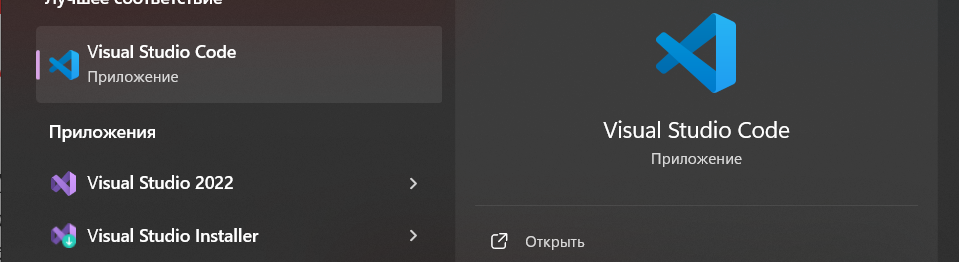 Лучшее соответствие
Visual Studio Code
Приложение
Приложения
Visual Studio 2022
Visual Studio Installer
Visual Studio Code
Приложение
Открыть